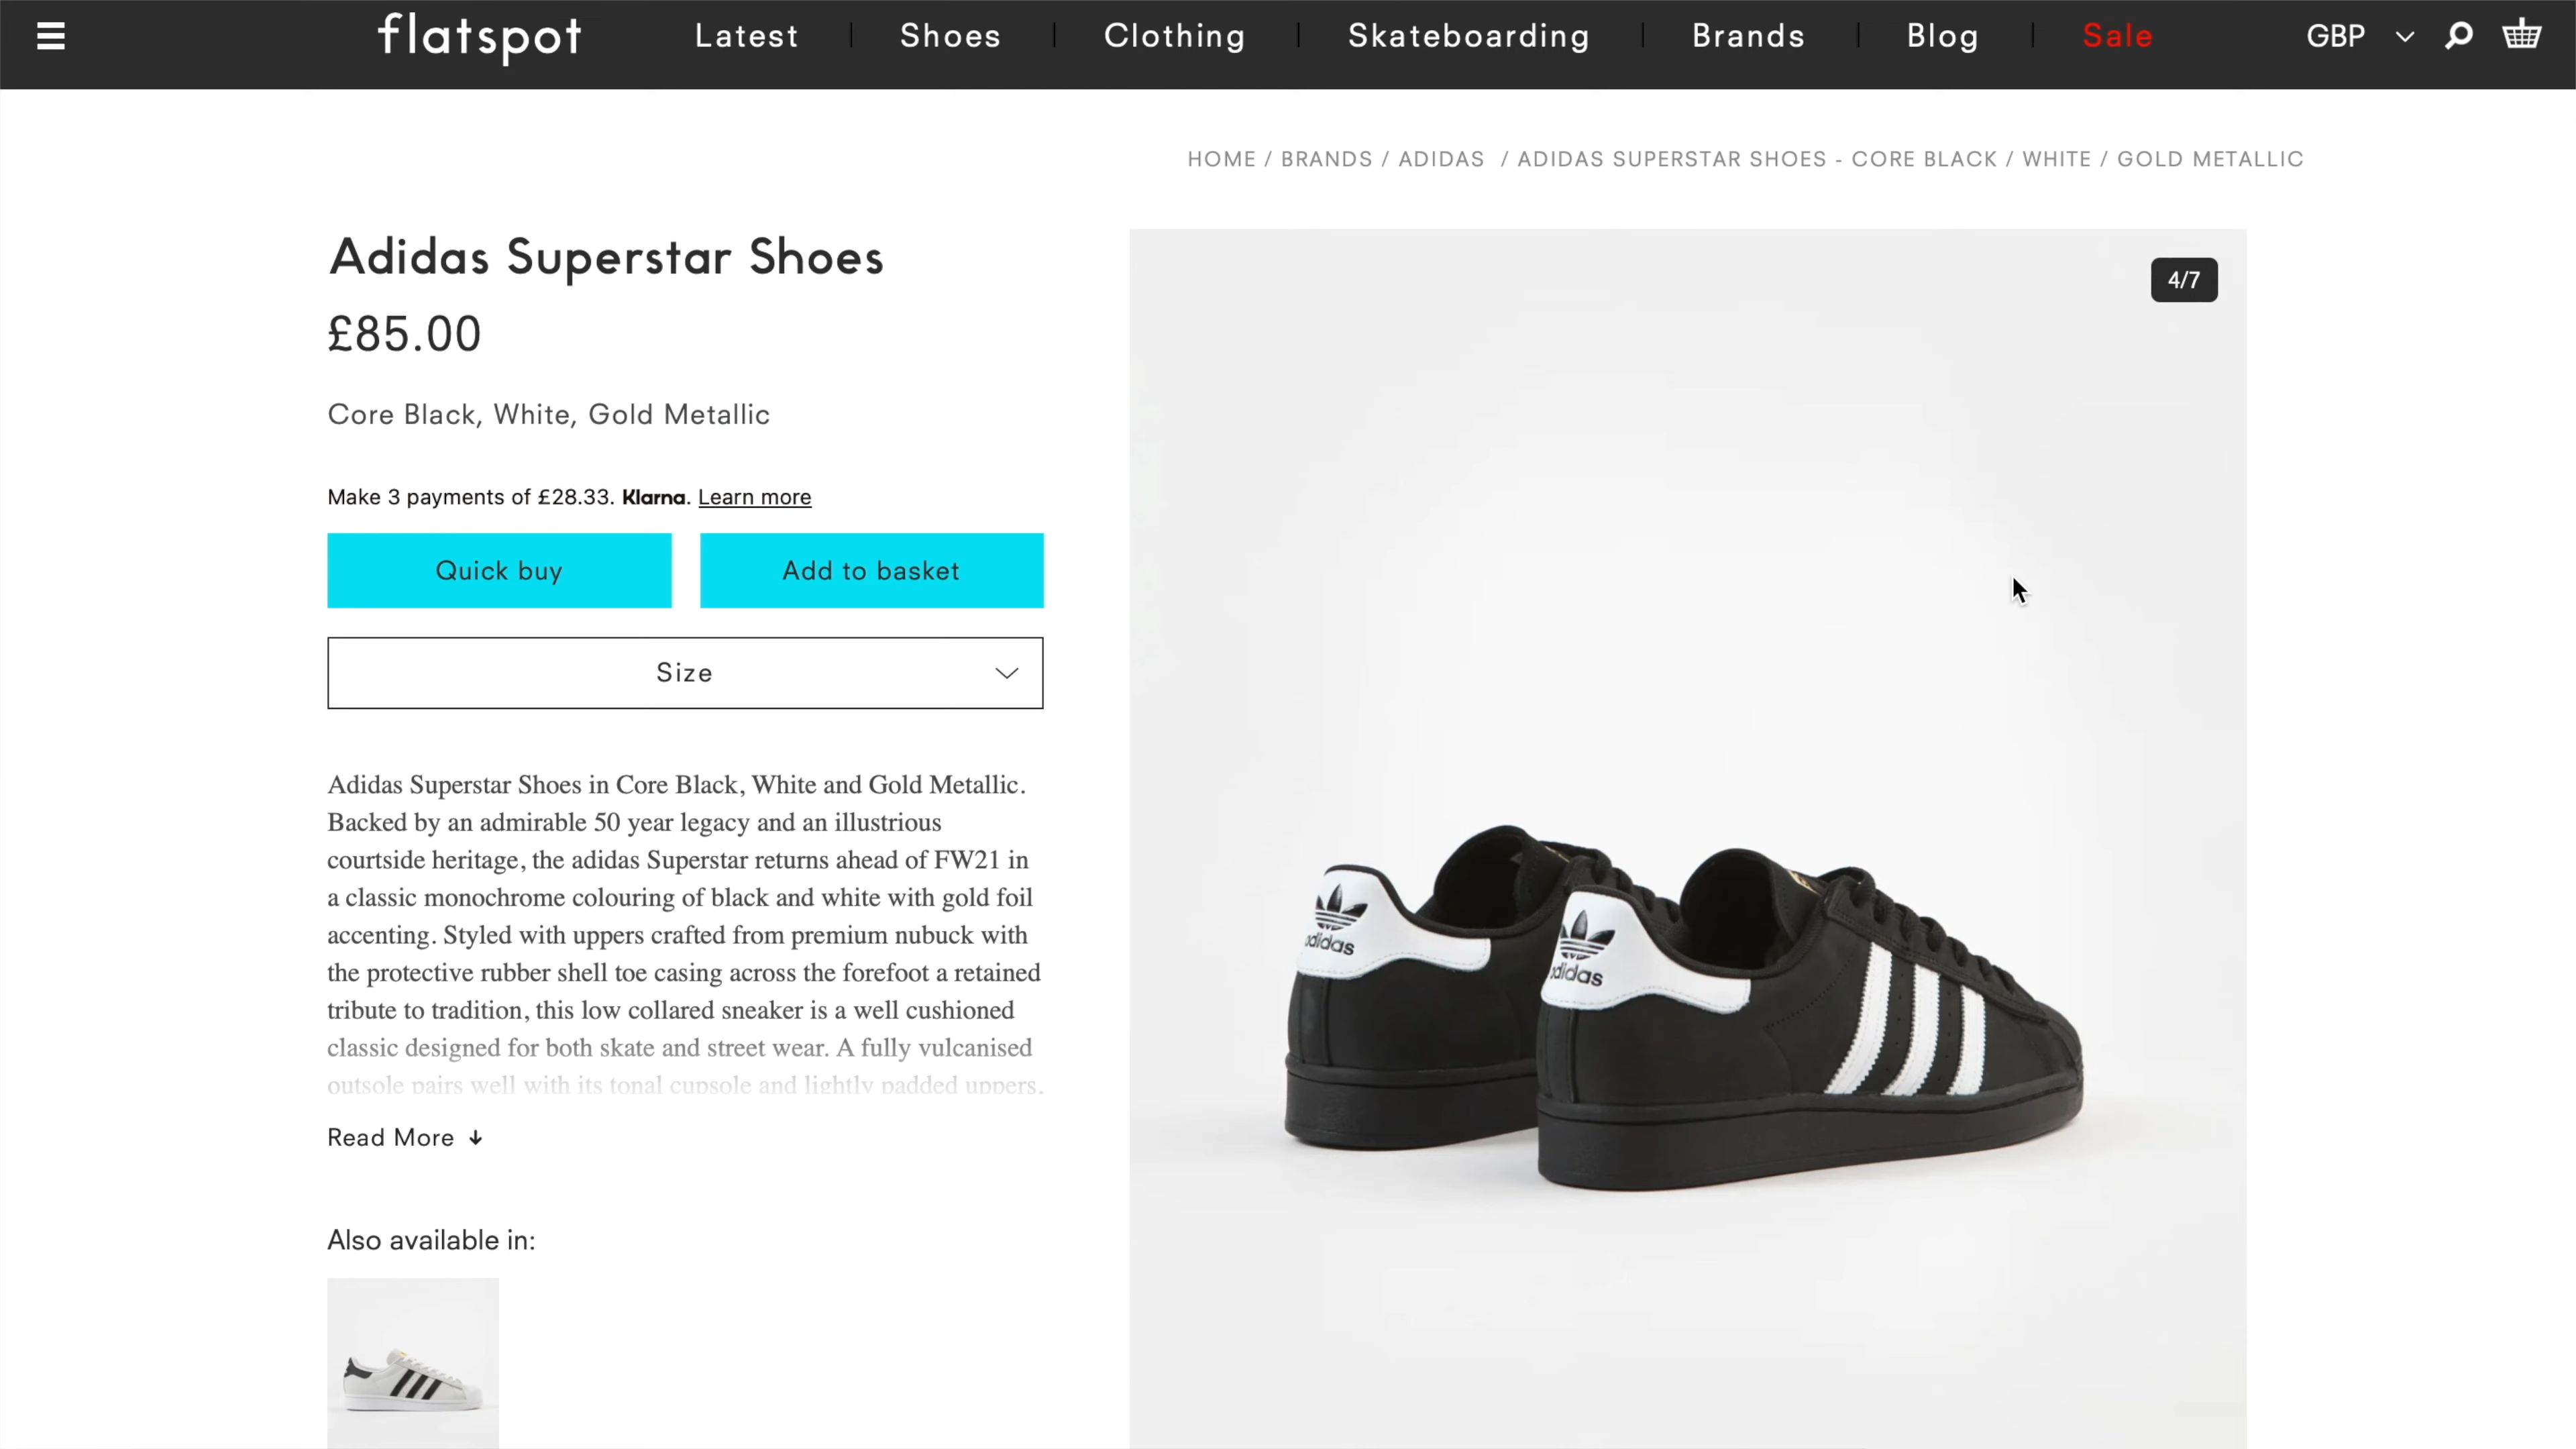 flatspot
Latest
Shoes
Clothing
Skateboarding
Brands
Blog
Sale
GBP
HOME / BRANDS / ADIDAS / ADIDAS SUPERSTAR SHOES - CORE BLACK / WHITE / GOLD METALLIC
Adidas Superstar Shoes
£85.00
Core Black, White, Gold Metallic
Make 3 payments of £28.33. Klarna. Learn more
Quick buy
Add to basket
Size
Adidas Superstar Shoes in Core Black, White and Gold Metallic.
Backed by an admirable 50 year legacy and an illustrious
courtside heritage, the adidas Superstar returns ahead of FW21 in
a classic monochrome colouring of black and white with gold foil
accenting. Styled with uppers crafted from premium nubuck with
the protective rubber shell toe casing across the forefoot a retained
tribute to tradition, this low collared sneaker is a well cushioned
classic designed for both skate and street wear. A fully vulcanised
outsole pairs well with its tonal cupsole and lightly padded uppers.
Read More
Also available in:
4/7
adidas
adidas